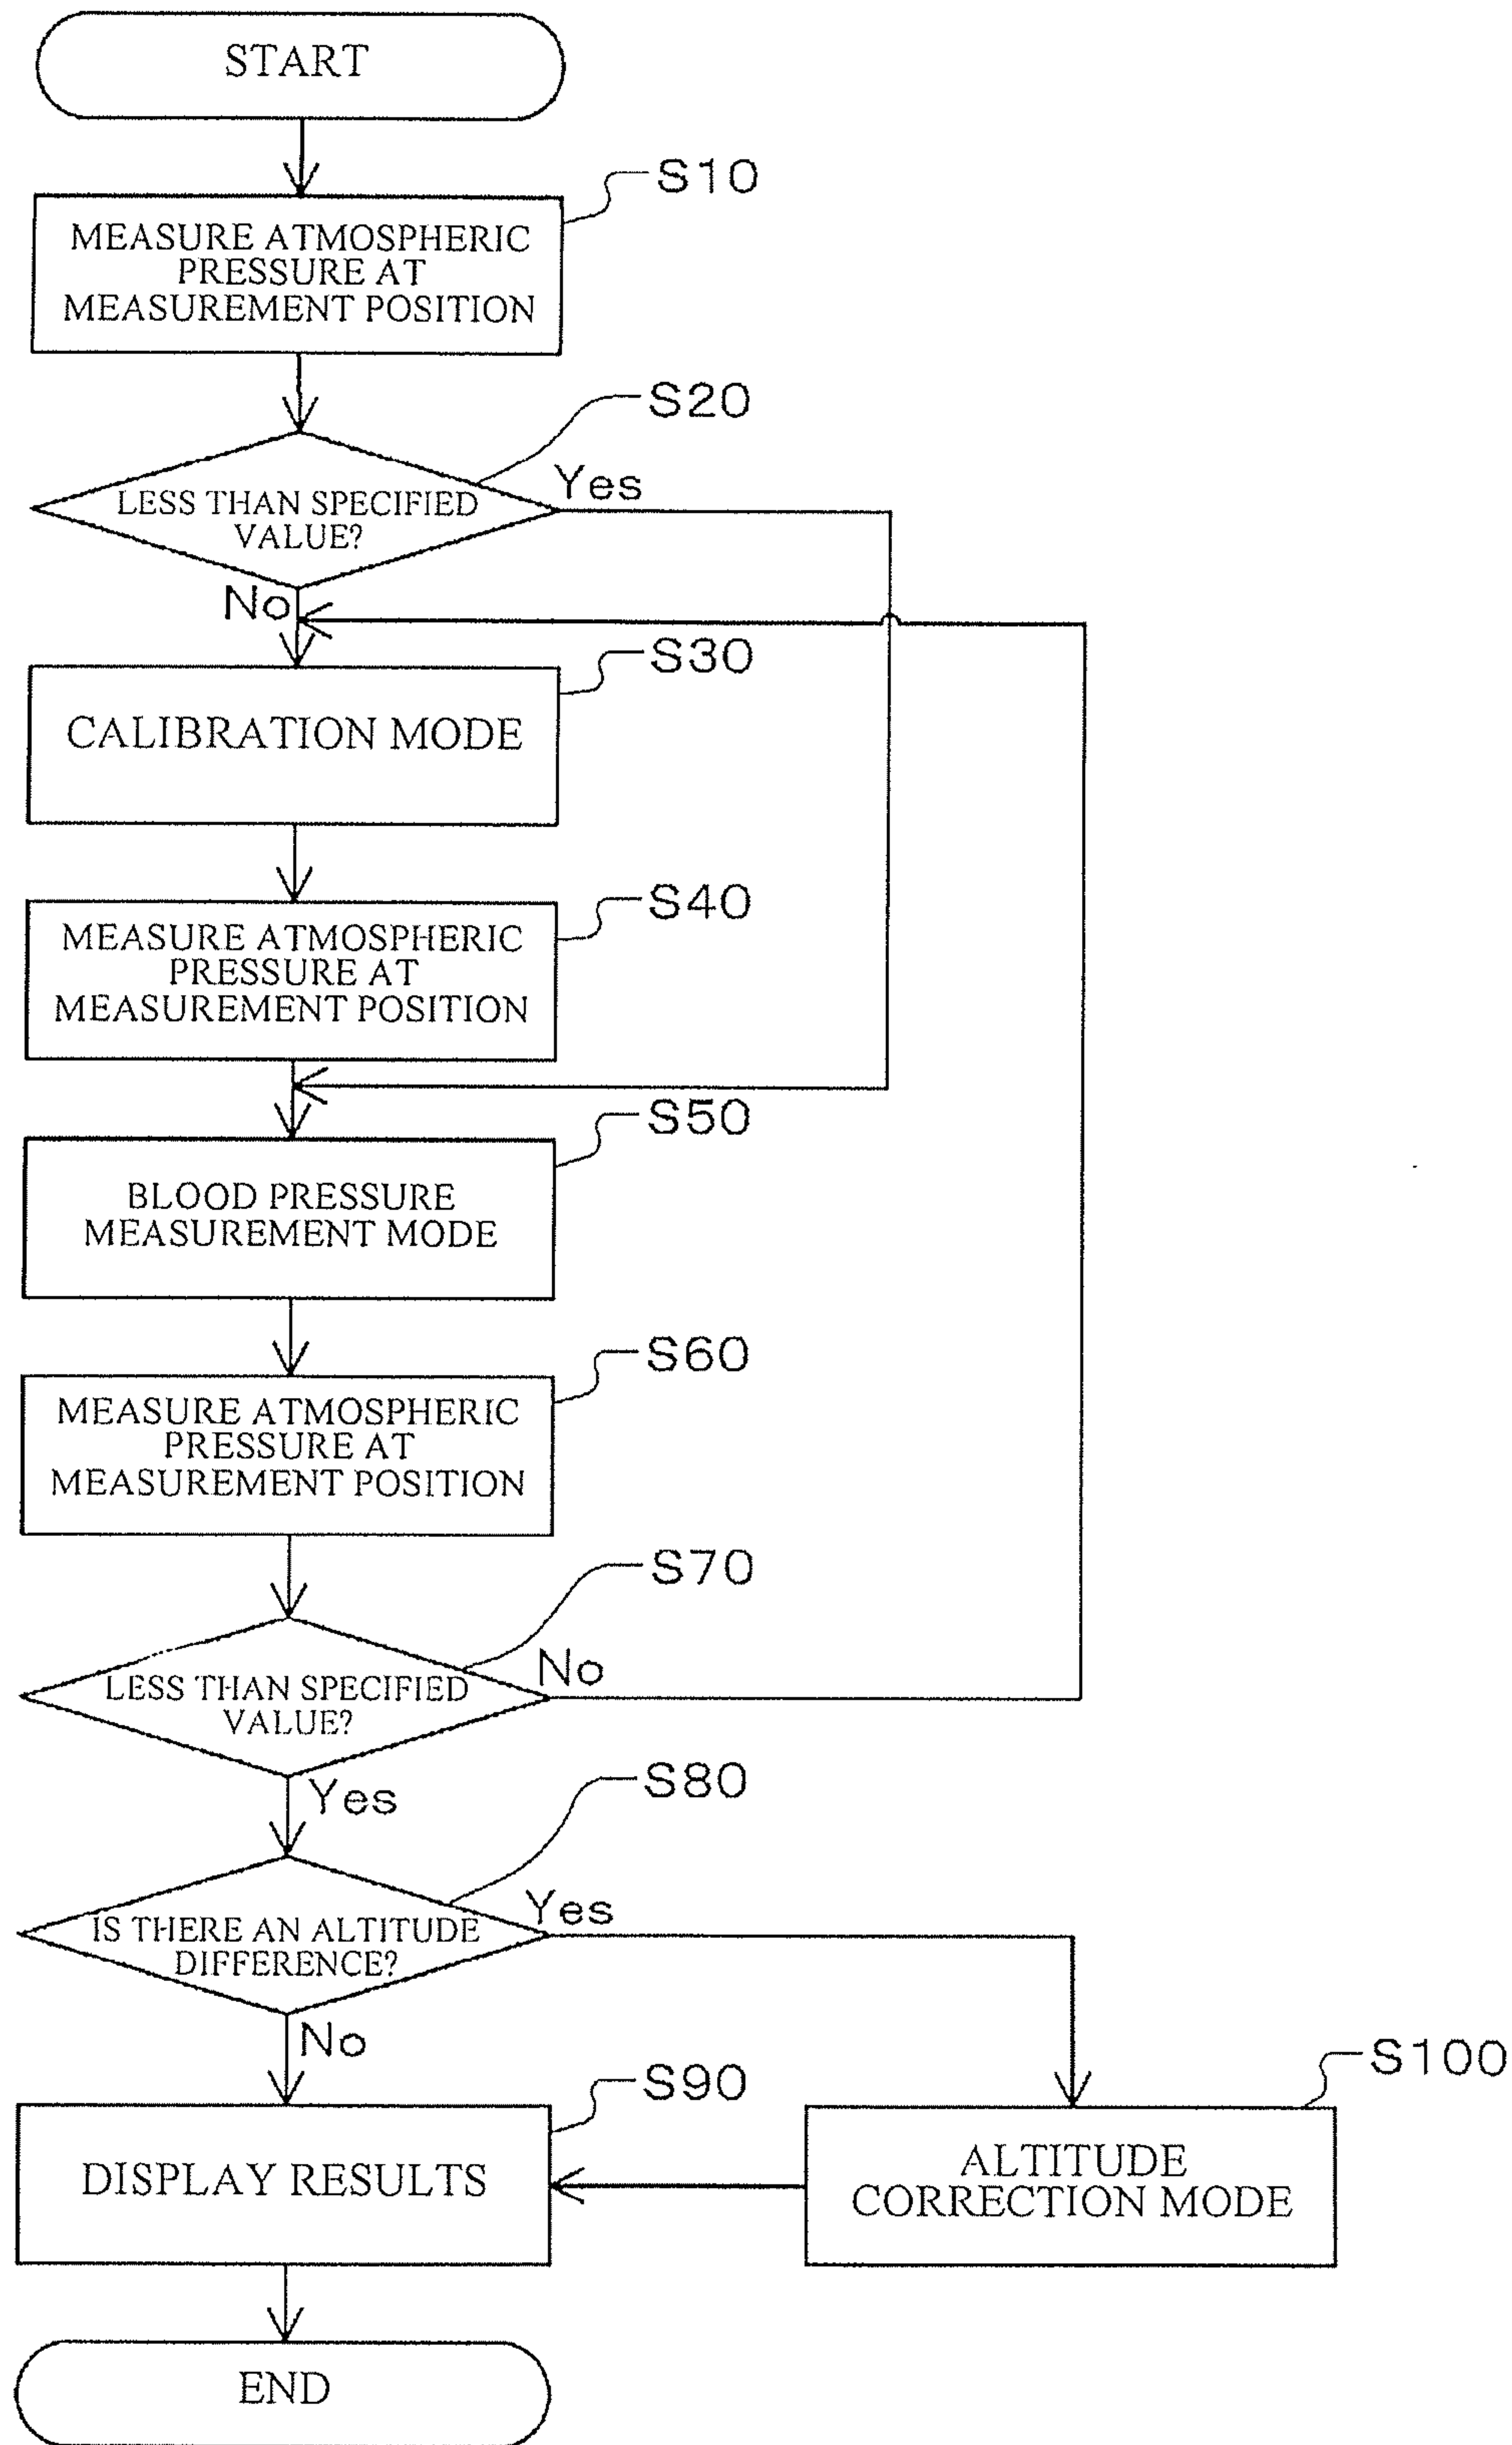 START
S10
MEASURE ATMOSPHERIC
PRESSURE AT
MEASUREMENT POSITION
S20
LESS THAN SPECIFIED
VALUE?
Yes
No
S30
CALIBRATION MODE
S40
MEASURE ATMOSPHERIC
PRESSURE AT
MEASUREMENT POSITION
S50
BLOOD PRESSURE
MEASUREMENT MODE
S60
MEASURE ATMOSPHERIC
PRESSURE AT
MEASUREMENT POSITION
S70
LESS THAN SPECIFIED
VALUE?
No
Yes
S80
IS THERE AN ALTITUDE
DIFFERENCE?
Yes
No
S90
DISPLAY RESULTS
S100
ALTITUDE
CORRECTION MODE
END